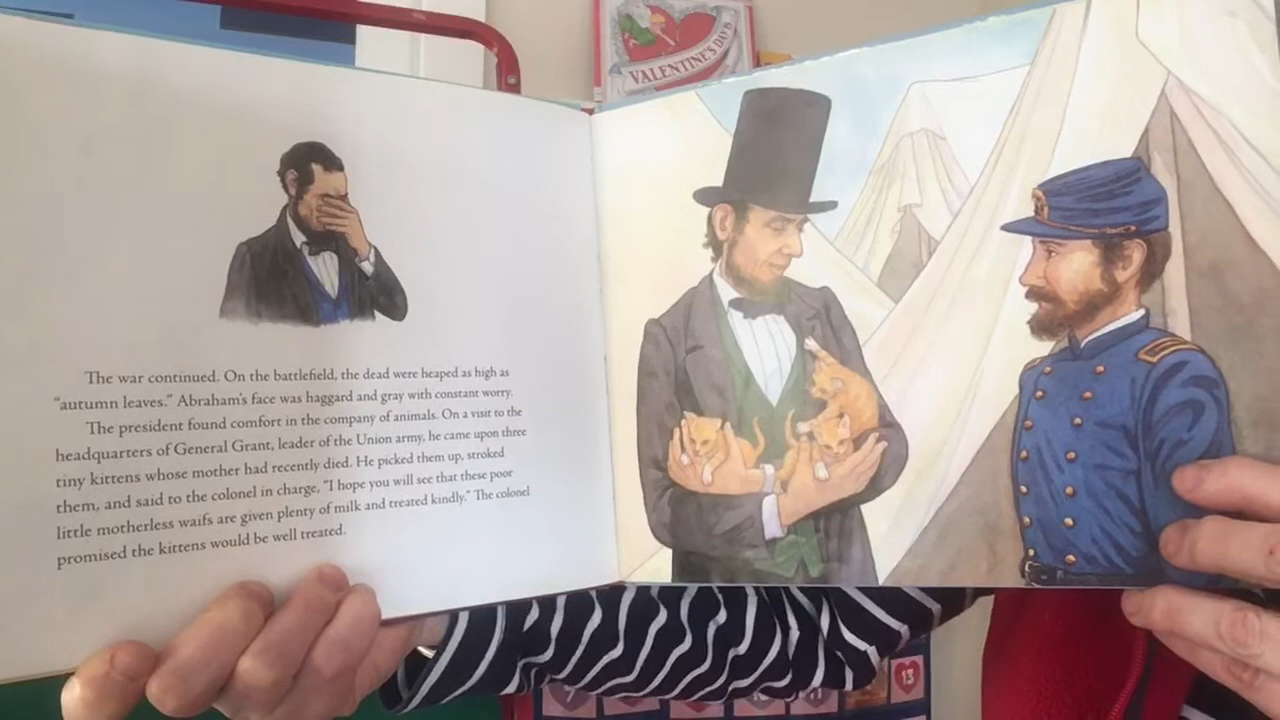 VALENTINE'S DAY IS
The war continued. On the battlefield, the dead were heaped as high as
"autumn leaves." Abraham's face was haggard and gray with constant worry.
The president found comfort in the company of animals. On a visit to the
headquarters of General Grant, leader of the Union army, he came upon three
tiny kittens whose mother had recently died. He picked them up, stroked
them, and said to the colonel in charge, "I hope you will see that these poor
little motherless waifs are given plenty of milk and treated kindly." The colonel
promised the kittens would be well treated.
13